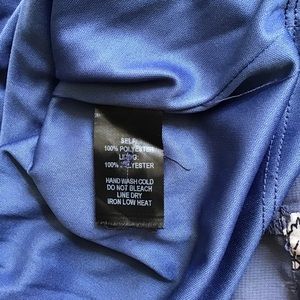 SELF:
100% POLYESTER
LINING:
100% POLYESTER
HAND WASH COLD
DO NOT BLEACH
LINE DRY
IRON LOW HEAT